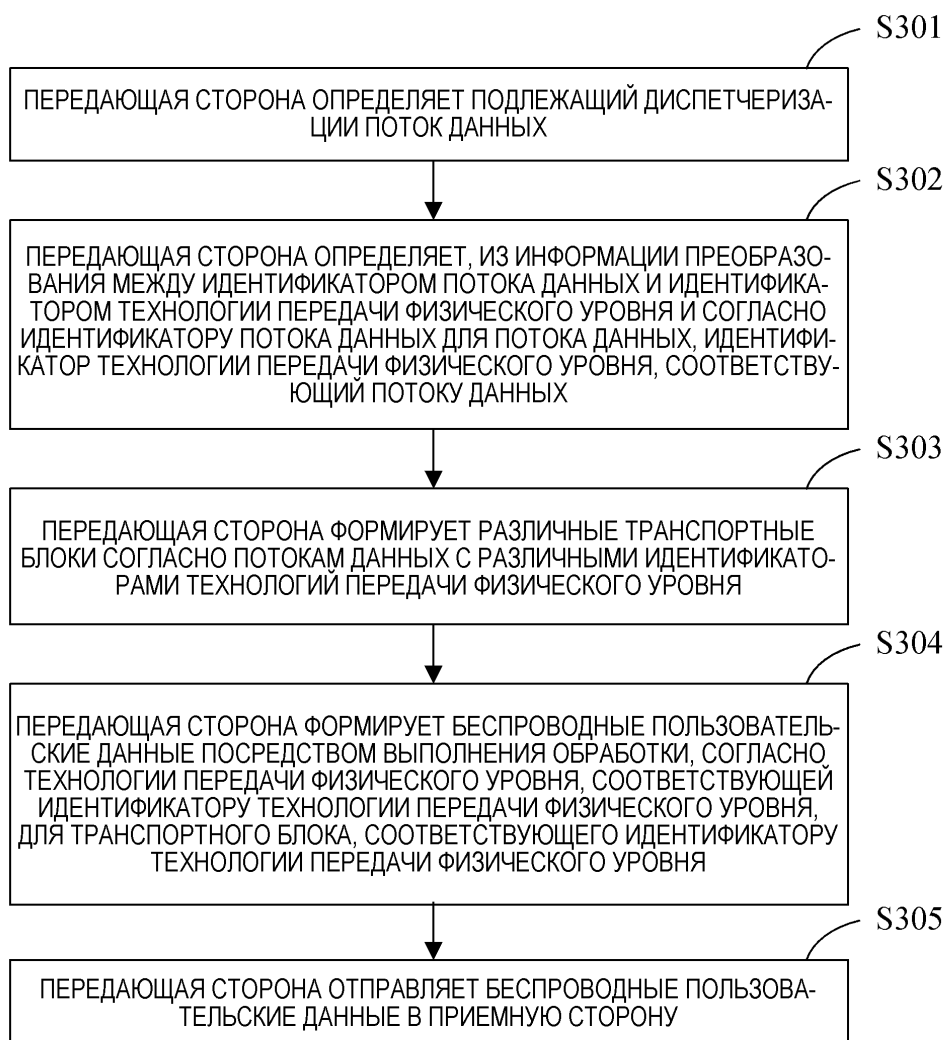 S301
ПЕРЕДАЮЩАЯ СТОРОНА ОПРЕДЕЛЯЕТ ПОДЛЕЖАЩИЙ ДИСПЕТЧЕРИЗА-
ЦИИ ПОТОК ДАННЫХ
S302
ПЕРЕДАЮЩАЯ СТОРОНА ОПРЕДЕЛЯЕТ, ИЗ ИНФОРМАЦИИ ПРЕОБРАЗО-
ВАНИЯ МЕЖДУ ИДЕНТИФИКАТОРОМ ПОТОКА ДАННЫХ И ИДЕНТИФИКА-
ТОРОМ ТЕХНОЛОГИИ ПЕРЕДАЧИ ФИЗИЧЕСКОГО УРОВНЯ И СОГЛАСНО
ИДЕНТИФИКАТОРУ ПОТОКА ДАННЫХ ДЛЯ ПОТОКА ДАННЫХ, ИДЕНТИФИ-
КАТОР ТЕХНОЛОГИИ ПЕРЕДАЧИ ФИЗИЧЕСКОГО УРОВНЯ, СООТВЕТСТВУ-
ЮЩИЙ ПОТОКУ ДАННЫХ
S303
ПЕРЕДАЮЩАЯ СТОРОНА ФОРМИРУЕТ РАЗЛИЧНЫЕ ТРАНСПОРТНЫЕ
БЛОКИ СОГЛАСНО ПОТОКАМ ДАННЫХ С РАЗЛИЧНЫМИ ИДЕНТИФИКАТО-
РАМИ ТЕХНОЛОГИЙ ПЕРЕДАЧИ ФИЗИЧЕСКОГО УРОВНЯ
S304
ПЕРЕДАЮЩАЯ СТОРОНА ФОРМИРУЕТ БЕСПРОВОДНЫЕ ПОЛЬЗОВАТЕЛЬ-
СКИЕ ДАННЫЕ ПОСРЕДСТВОМ ВЫПОЛНЕНИЯ ОБРАБОТКИ, СОГЛАСНО
ТЕХНОЛОГИИ ПЕРЕДАЧИ ФИЗИЧЕСКОГО УРОВНЯ, СООТВЕТСТВУЮЩЕЙ
ИДЕНТИФИКАТОРУ ТЕХНОЛОГИИ ПЕРЕДАЧИ ФИЗИЧЕСКОГО УРОВНЯ,
ДЛЯ ТРАНСПОРТНОГО БЛОКА, СООТВЕТСТВУЮЩЕГО ИДЕНТИФИКАТОРУ
ТЕХНОЛОГИИ ПЕРЕДАЧИ ФИЗИЧЕСКОГО УРОВНЯ
S305
ПЕРЕДАЮЩАЯ СТОРОНА ОТПРАВЛЯЕТ БЕСПРОВОДНЫЕ ПОЛЬЗОВА-
ТЕЛЬСКИЕ ДАННЫЕ В ПРИЕМНУЮ СТОРОНУ